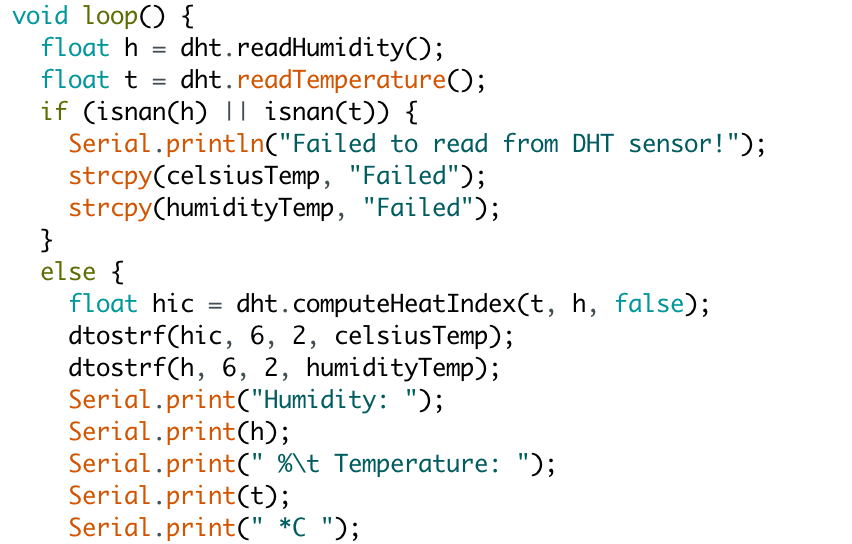 void loop() {
  float h = dht.readHumidity();
  float t = dht.readTemperature();
  if (isnan(h) || isnan(t)) {
    Serial.println("Failed to read from DHT sensor!");
    strcpy(celsiusTemp, "Failed");
    strcpy(humidityTemp, "Failed");
  }
  else {
    float hic = dht.computeHeatIndex(t, h, false);
    dtostrf(hic, 6, 2, celsiusTemp);
    dtostrf(h, 6, 2, humidityTemp);
    Serial.print("Humidity: ");
    Serial.print(h);
    Serial.print(" %\t Temperature: ");
    Serial.print(t);
    Serial.print(" *C ");